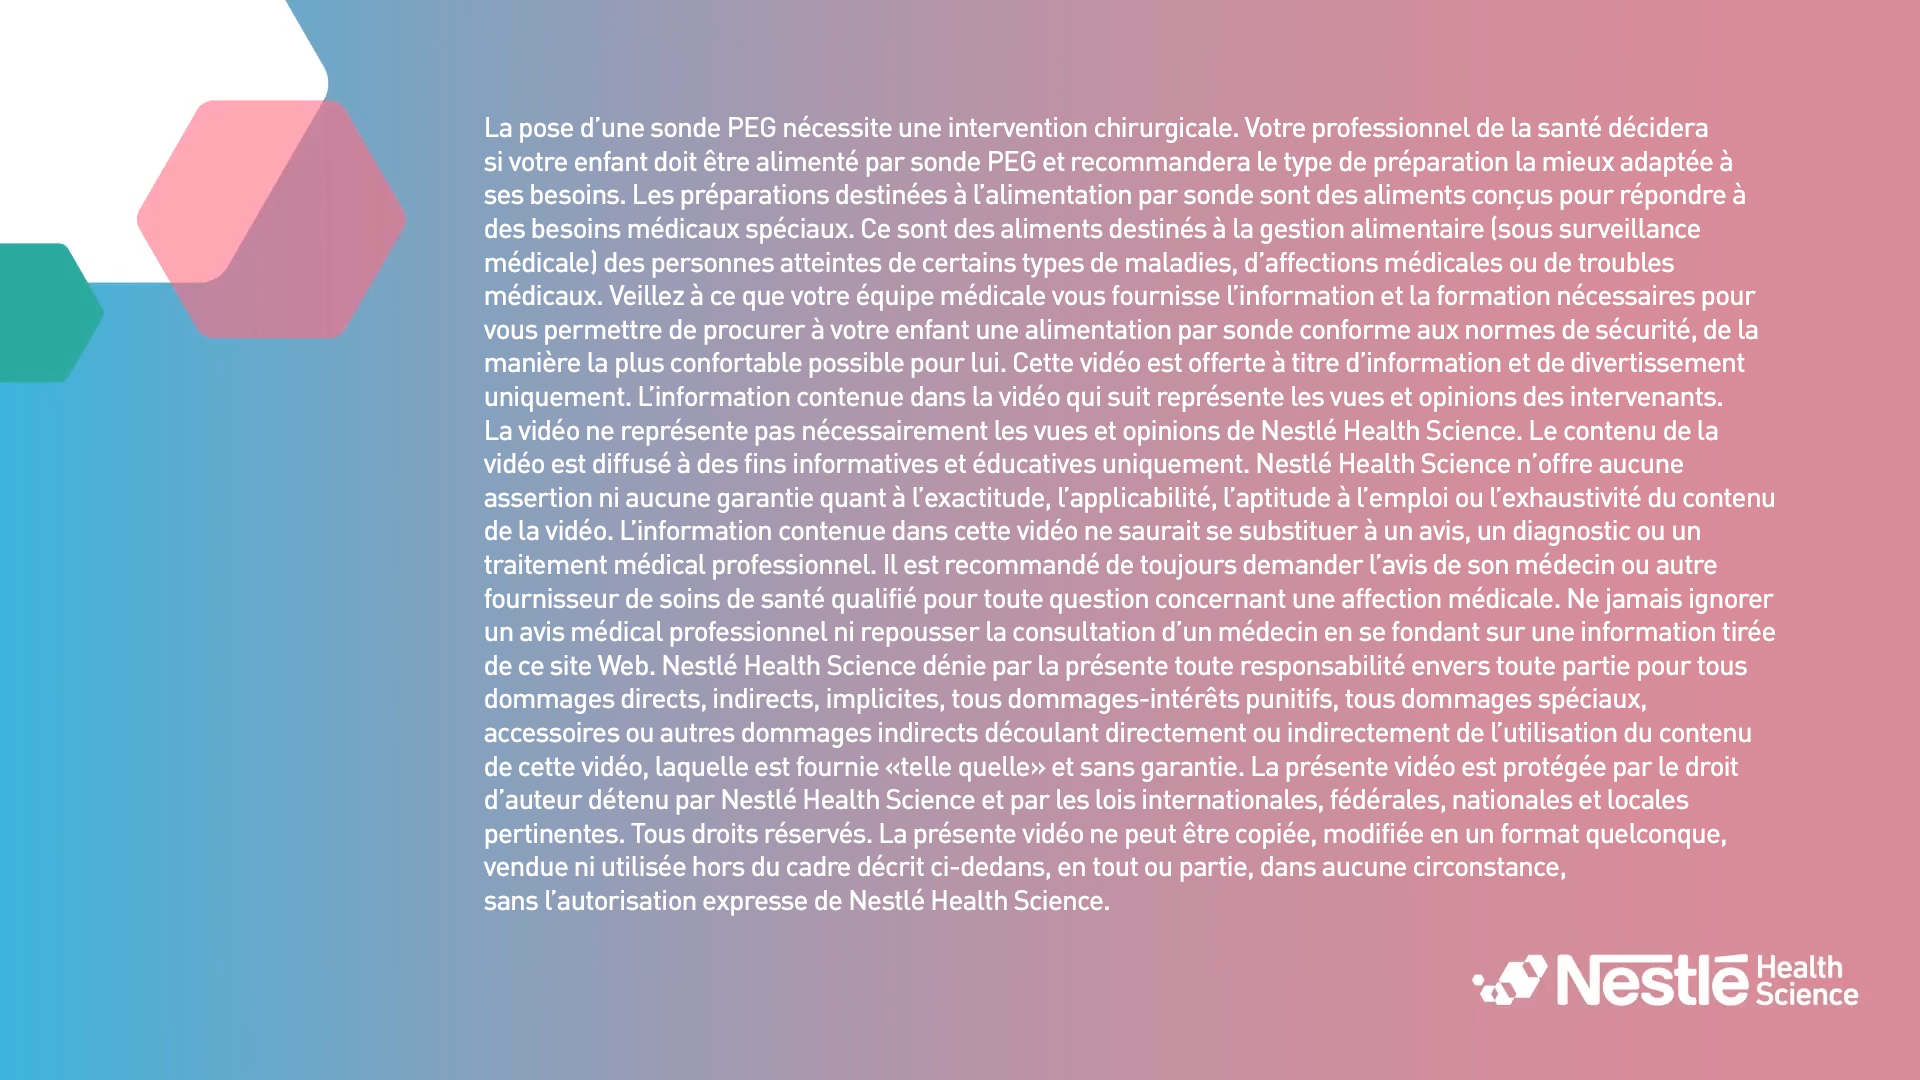 La pose d’une sonde PEG nécessite une intervention chirurgicale. Votre professionnel de la santé décidera
si votre enfant doit être alimenté par sonde PEG et recommandera le type de préparation la mieux adaptée à
ses besoins. Les préparations destinées à l’alimentation par sonde sont des aliments conçus pour répondre à
des besoins médicaux spéciaux. Ce sont des aliments destinés à la gestion alimentaire (sous surveillance
médicale) des personnes atteintes de certains types de maladies, d’affections médicales ou de troubles
médicaux. Veillez à ce que votre équipe médicale vous fournisse l’information et la formation nécessaires pour
vous permettre de procurer à votre enfant une alimentation par sonde conforme aux normes de sécurité, de la
manière la plus confortable possible pour lui. Cette vidéo est offerte à titre d’information et de divertissement
uniquement. L’information contenue dans la vidéo qui suit représente les vues et opinions des intervenants.
La vidéo ne représente pas nécessairement les vues et opinions de Nestlé Health Science. Le contenu de la
vidéo est diffusé à des fins informatives et éducatives uniquement. Nestlé Health Science n’offre aucune
assertion ni aucune garantie quant à l’exactitude, l’applicabilité, l’aptitude à l’emploi ou l’exhaustivité du contenu
de la vidéo. L’information contenue dans cette vidéo ne saurait se substituer à un avis, un diagnostic ou un
traitement médical professionnel. Il est recommandé de toujours demander l’avis de son médecin ou autre
fournisseur de soins de santé qualifié pour toute question concernant une affection médicale. Ne jamais ignorer
un avis médical professionnel ni repousser la consultation d’un médecin en se fondant sur une information tirée
de ce site Web. Nestlé Health Science dénie par la présente toute responsabilité envers toute partie pour tous
dommages directs, indirects, implicites, tous dommages-intérêts punitifs, tous dommages spéciaux,
accessoires ou autres dommages indirects découlant directement ou indirectement de l’utilisation du contenu
de cette vidéo, laquelle est fournie «telle quelle» et sans garantie. La présente vidéo est protégée par le droit
d’auteur détenu par Nestlé Health Science et par les lois internationales, fédérales, nationales et locales
pertinentes. Tous droits réservés. La présente vidéo ne peut être copiée, modifiée en un format quelconque,
vendue ni utilisée hors du cadre décrit ci-dedans, en tout ou partie, dans aucune circonstance,
sans l’autorisation expresse de Nestlé Health Science.
Nestlé Health
Science